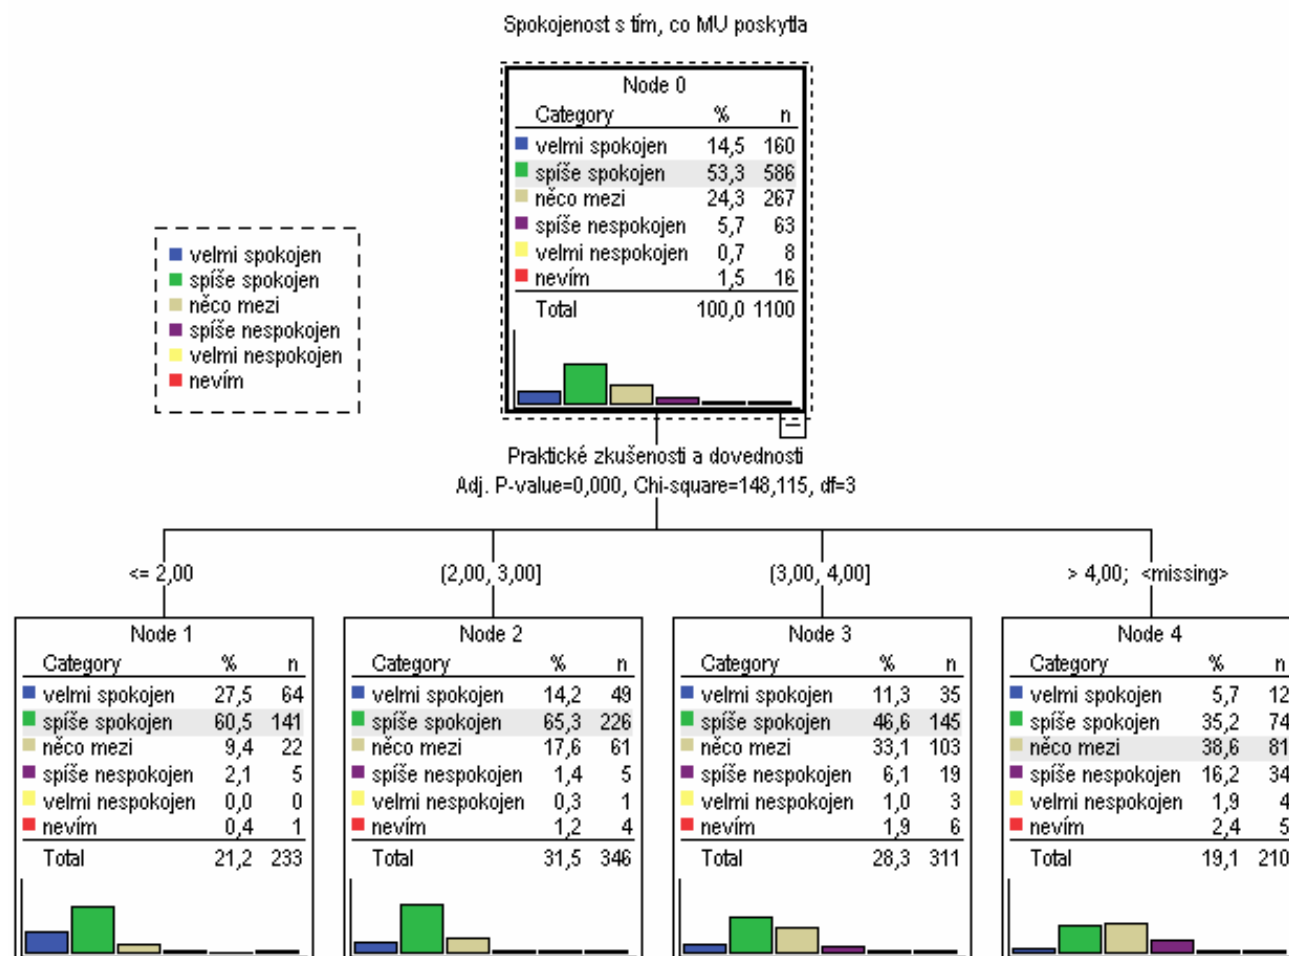 Spokojenost s tím, co MU poskytla
Node 0
Category % n
velmi spokojen 14,5 160
spíše spokojen 53,3 586
něco mezi 24,3 267
spíše nespokojen 5,7 63
velmi nespokojen 0,7 8
nevím 1,5 16
Total 100,0 1100
velmi spokojen
spíše spokojen
něco mezi
spíše nespokojen
velmi nespokojen
nevím
Praktické zkušenosti a dovednosti
Adj. P-value=0,000, Chi-square=148,115, df=3
<= 2,00
(2,00, 3,00]
(3,00, 4,00]
> 4,00; <missing>
Node 1
Category % n
velmi spokojen 27,5 64
spíše spokojen 60,5 141
něco mezi 9,4 22
spíše nespokojen 2,1 5
velmi nespokojen 0,0 0
nevím 0,4 1
Total 21,2 233
Node 2
Category % n
velmi spokojen 14,2 49
spíše spokojen 65,3 226
něco mezi 17,6 61
spíše nespokojen 1,4 5
velmi nespokojen 0,3 1
nevím 1,2 4
Total 31,5 346
Node 3
Category % n
velmi spokojen 11,3 35
spíše spokojen 46,6 145
něco mezi 33,1 103
spíše nespokojen 6,1 19
velmi nespokojen 1,0 3
nevím 1,9 6
Total 28,3 311
Node 4
Category % n
velmi spokojen 5,7 12
spíše spokojen 35,2 74
něco mezi 38,6 81
spíše nespokojen 16,2 34
velmi nespokojen 1,9 4
nevím 2,4 5
Total 19,1 210